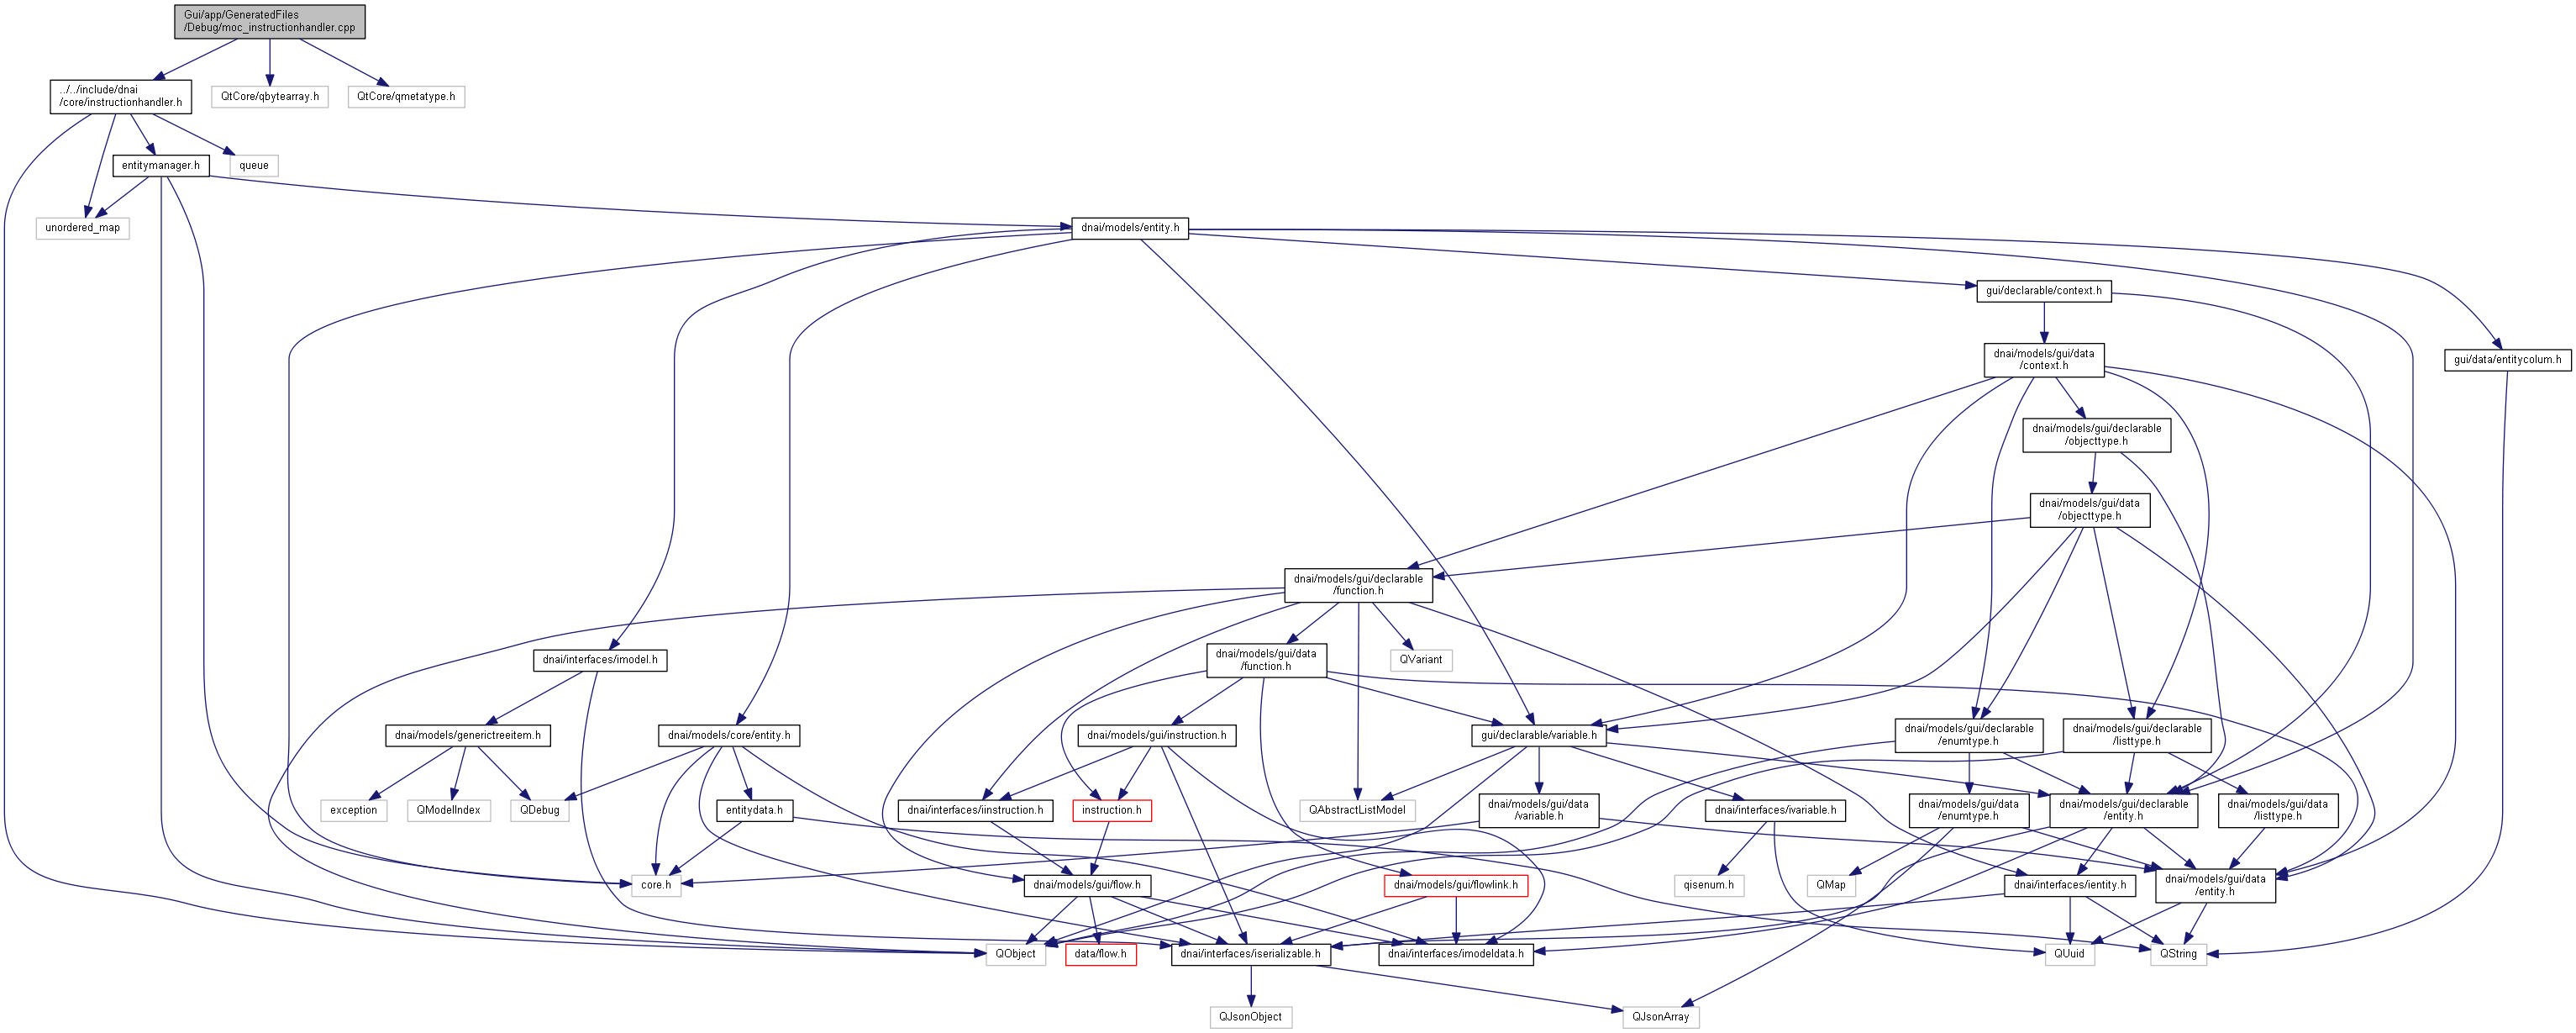 Gui/app/GeneratedFiles
/Debug/moc_instructionhandler.cpp
../../include/dnai
/core/instructionhandler.h
QtCore/qbytearray.h
QtCore/qmetatype.h
entitymanager.h
queue
unordered_map
dnai/models/entity.h
gui/declarable/context.h
dnai/models/gui/data
/context.h
gui/data/entitycolum.h
dnai/models/gui/declarable
/objecttype.h
dnai/models/gui/data
/objecttype.h
dnai/models/gui/declarable
/function.h
dnai/interfaces/imodel.h
dnai/models/gui/data
/function.h
QVariant
dnai/models/generictreeitem.h
dnai/models/core/entity.h
dnai/models/gui/instruction.h
gui/declarable/variable.h
dnai/models/gui/declarable
/enumtype.h
dnai/models/gui/declarable
/listtype.h
exception
QModelIndex
QDebug
entitydata.h
dnai/interfaces/iinstruction.h
instruction.h
QAbstractListModel
dnai/models/gui/data
/variable.h
dnai/interfaces/ivariable.h
dnai/models/gui/data
/enumtype.h
dnai/models/gui/declarable
/entity.h
dnai/models/gui/data
/listtype.h
core.h
dnai/models/gui/flow.h
dnai/models/gui/flowlink.h
qisenum.h
QMap
dnai/interfaces/ientity.h
dnai/models/gui/data
/entity.h
QObject
data/flow.h
dnai/interfaces/iserializable.h
dnai/interfaces/imodeldata.h
QUuid
QString
QJsonObject
QJsonArray